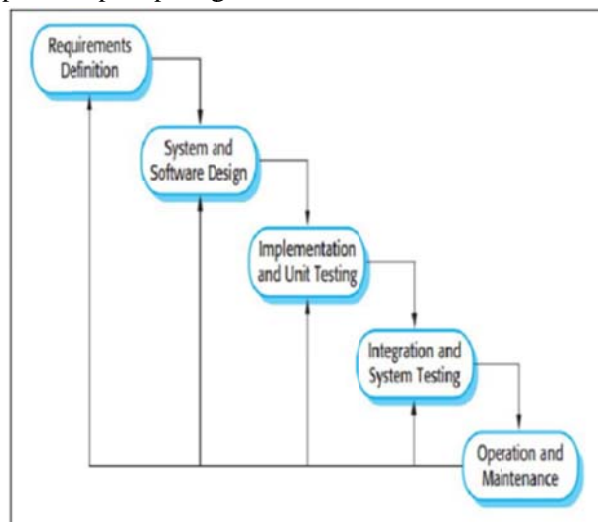 Requirements
Definition
System and
Software Design
Implementation
and Unit Testing
Integration and
System Testing
Operation and
Maintenance